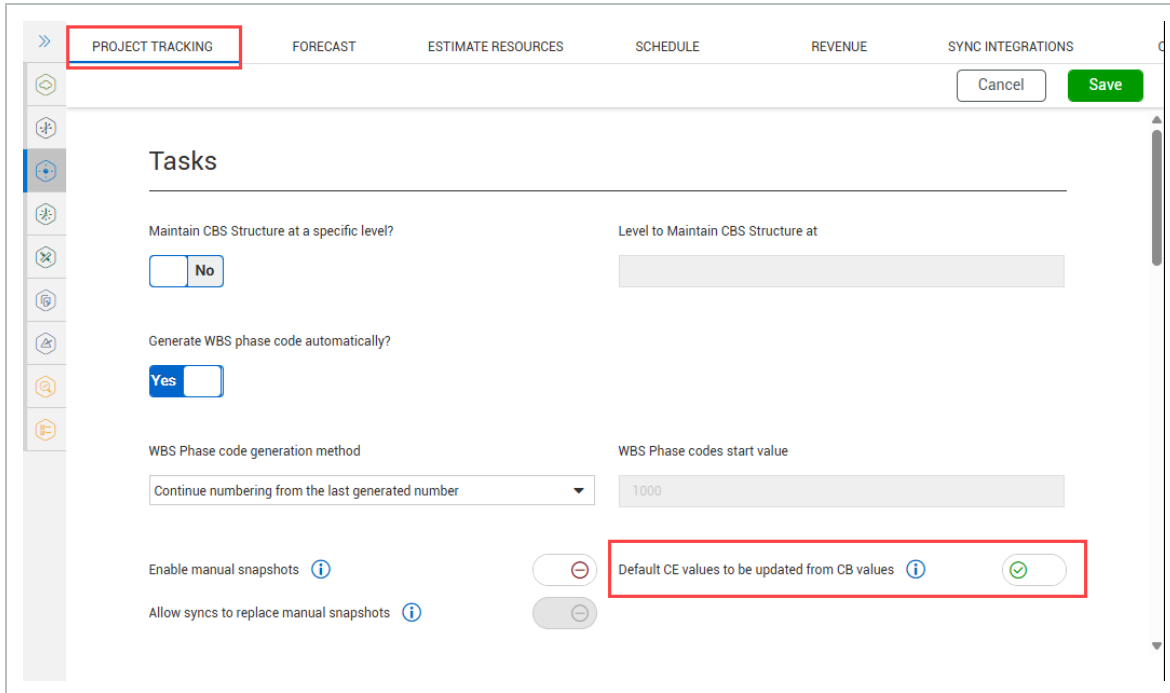 PROJECT TRACKING FORECAST ESTIMATE RESOURCES SCHEDULE REVENUE SYNC INTEGRATIONS
Cancel Save
Tasks
Maintain CBS Structure at a specific level? Level to Maintain CBS Structure at
No
Generate WBS phase code automatically?
Yes
WBS Phase code generation method WBS Phase codes start value
Continue numbering from the last generated number 1000
Enable manual snapshots Default CE values to be updated from CB values
Allow syncs to replace manual snapshots